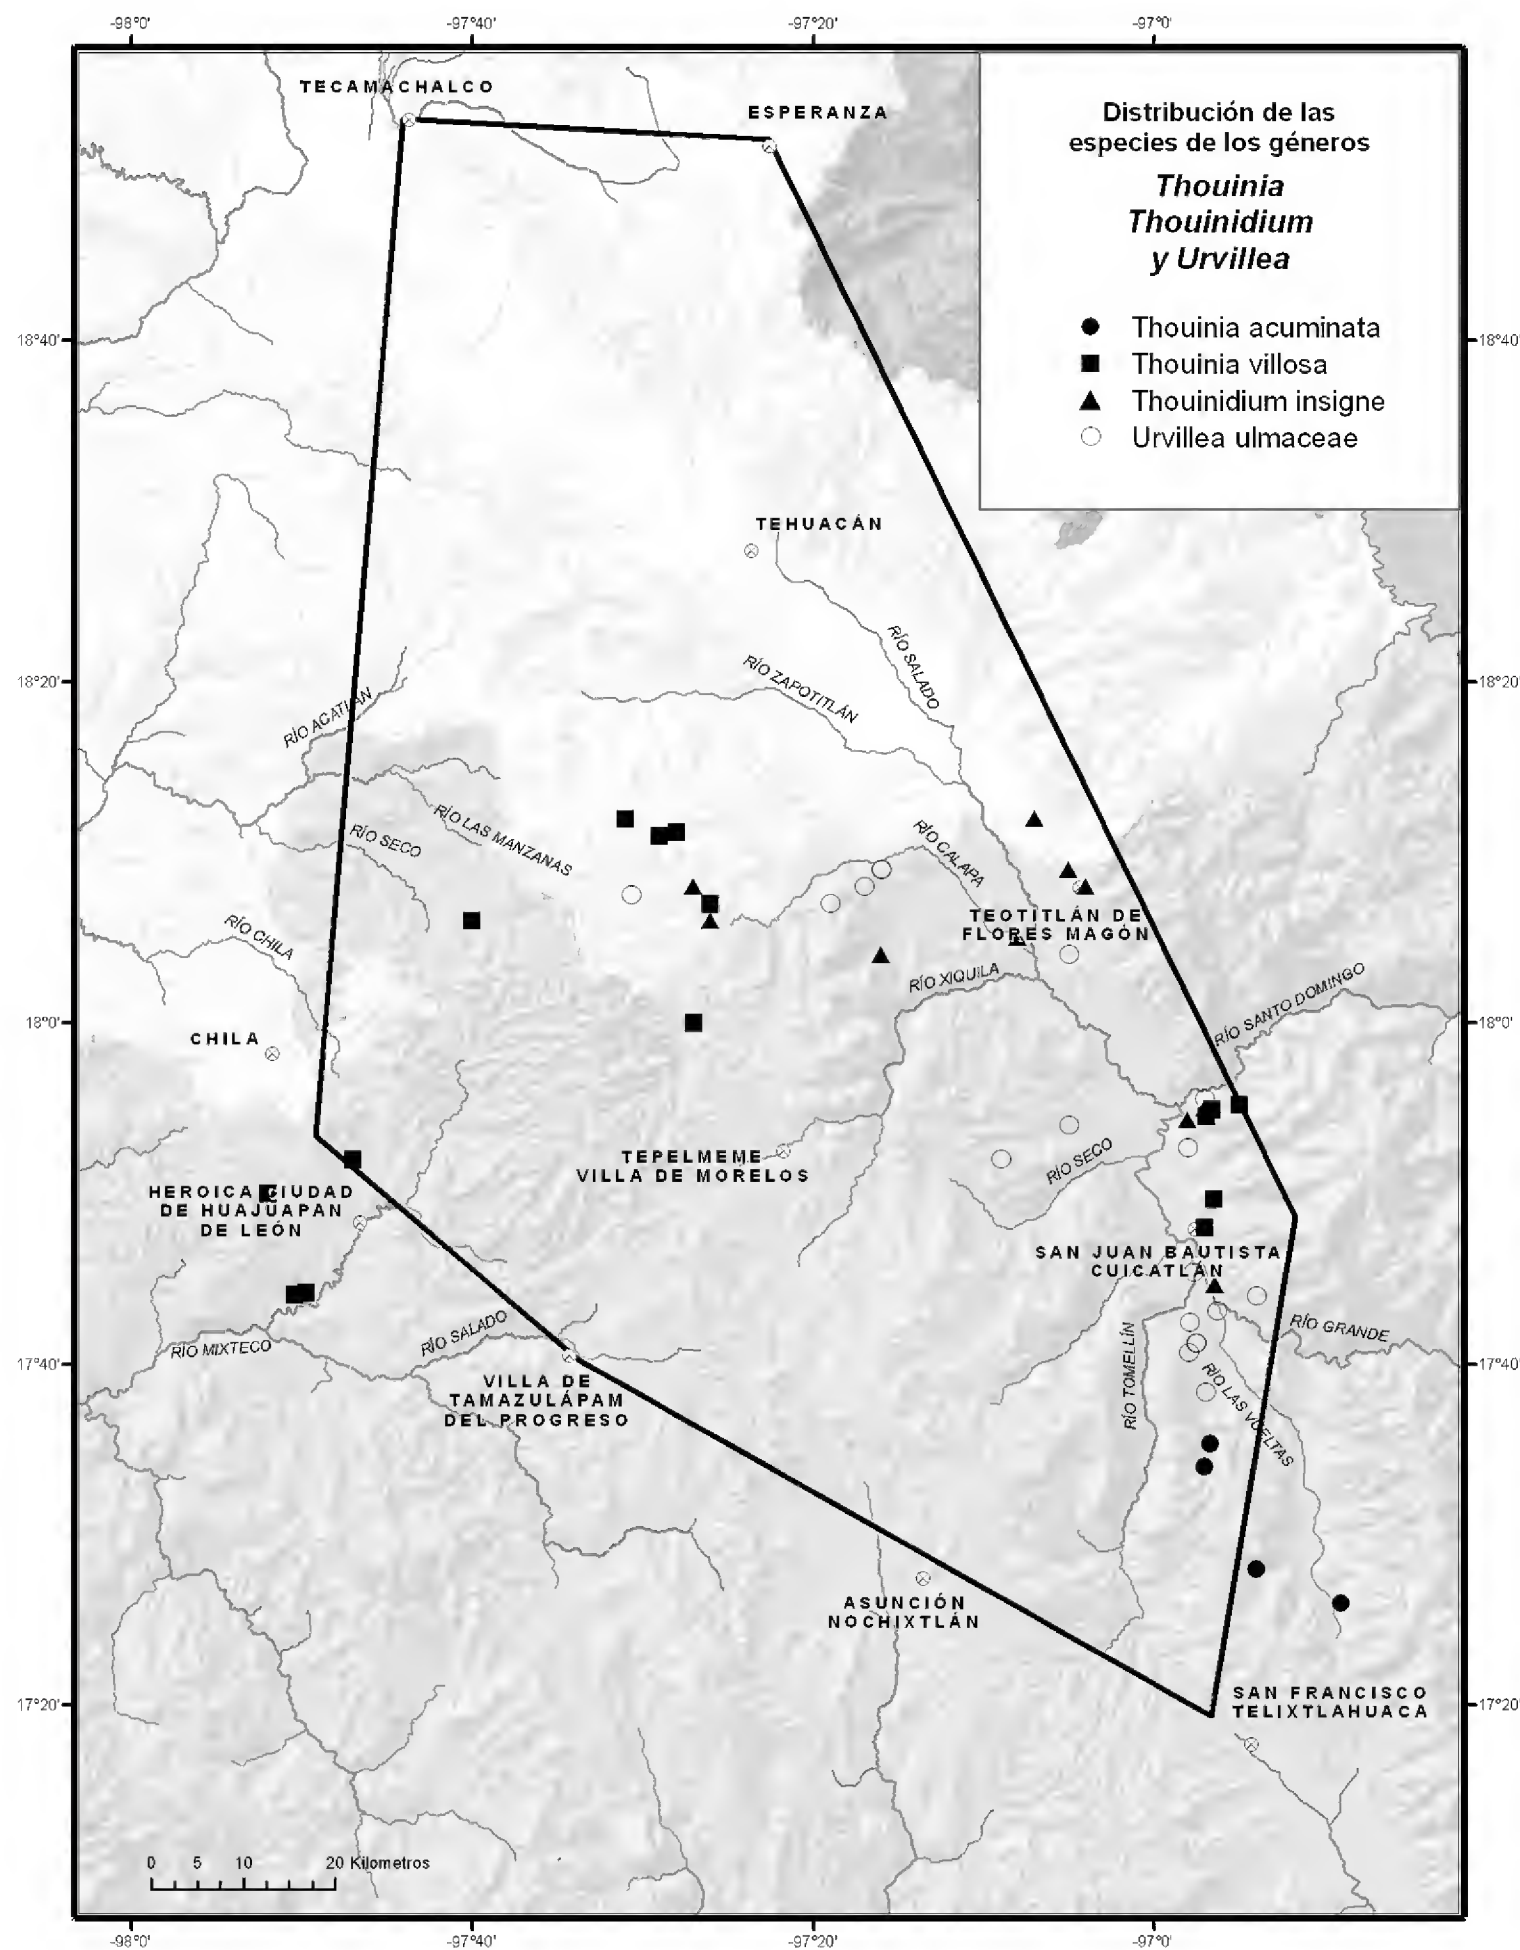 -98°0'
-97°40'
-97°20'
-97°0'
TECAMACHALCO
ESPERANZA
Distribución de las
especies de los géneros
Thouinia
Thouinidium
y Urvillea
Thouinia acuminata
Thouinia villosa
Thouinidium insigne
Urvillea ulmaceae
18°40'
18°40'
TEHUACÁN
RÍO SALADO
RÍO ZAPOTITLÁN
18°20'
18°20'
RÍO ACATLÁN
RÍO LAS MANZANAS
RÍO SECO
RÍO CALAPA
TEOTITLÁN DE
FLORES MAGÓN
RÍO CHILA
RÍO XIQUILA
RÍO SANTO DOMINGO
18°0'
18°0'
CHILA
TEPELMEME
VILLA DE MORELOS
RÍO SECO
HEROICA CIUDAD
DE HUAJUAPAN
DE LEÓN
SAN JUAN BAUTISTA
CUICATLÁN
RÍO GRANDE
RÍO SALADO
RÍO MIXTECO
RÍO TOMELLÍN
17°40'
17°40'
RÍO LAS VUELTAS
VILLA DE
TAMAZULÁPAM
DEL PROGRESO
ASUNCIÓN
NOCHIXTLÁN
SAN FRANCISCO
TELIXTLAHUACA
17°20'
17°20'
0 5 10 20 Kilometros
-98°0'
-97°40'
-97°20'
-97°0'